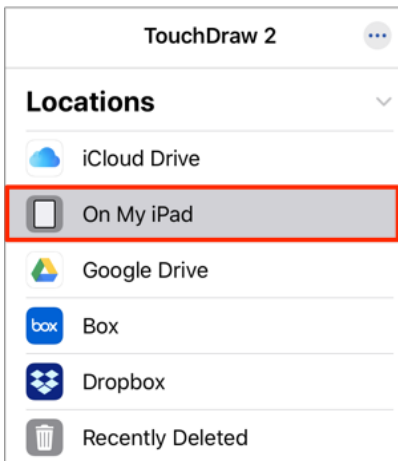 TouchDraw 2
Locations
iCloud Drive
On My iPad
Google Drive
box Box
Dropbox
Recently Deleted